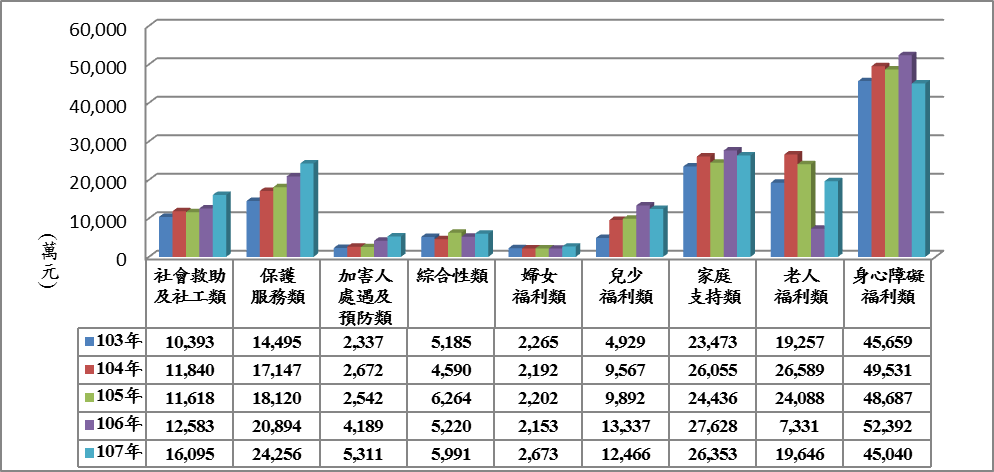 60,000
50,000
40,000
30,000
20,000
10,000
0
(萬元)
社會救助及社工類 保護服務類 加害人處遇及預防類 綜合性類 婦女福利類 兒少福利類 家庭支持類 老人福利類 身心障礙福利類
103年 10,393 14,495 2,337 5,185 2,265 4,929 23,473 19,257 45,659
104年 11,840 17,147 2,672 4,590 2,192 9,567 26,055 26,589 49,531
105年 11,618 18,120 2,542 6,264 2,202 9,892 24,436 24,088 48,687
106年 12,583 20,894 4,189 5,220 2,153 13,337 27,628 7,331 52,392
107年 16,095 24,256 5,311 5,991 2,673 12,466 26,353 19,646 45,040